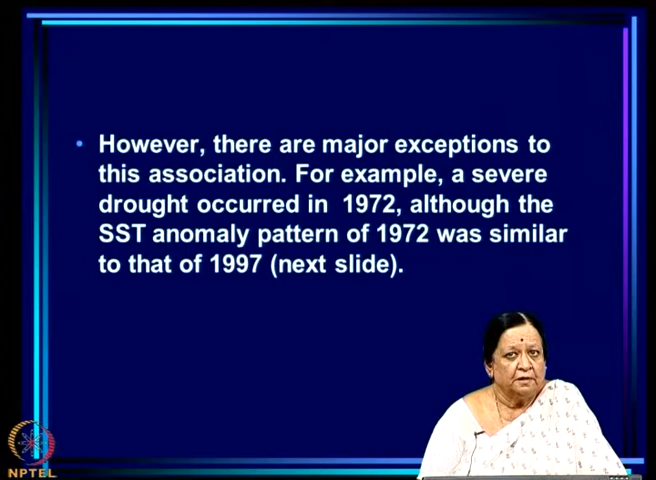 • However, there are major exceptions to
this association. For example, a severe
drought occurred in 1972, although the
SST anomaly pattern of 1972 was similar
to that of 1997 (next slide).
NPTEL